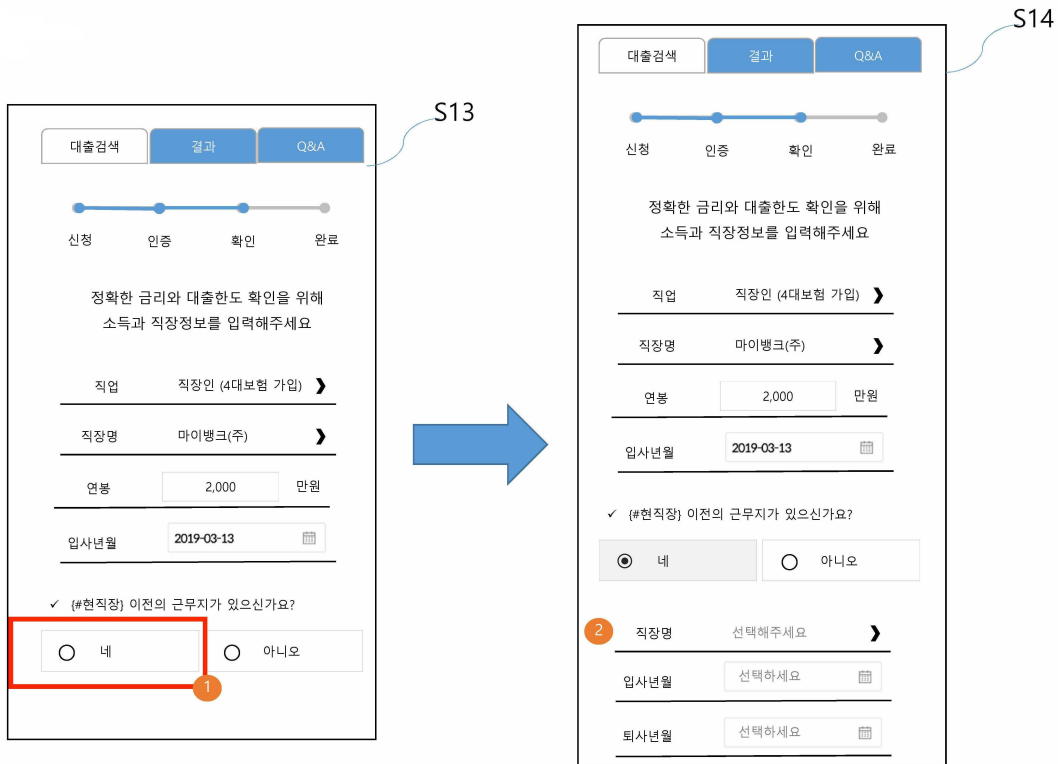 S13
대출검색 결과 Q&A
신청 인증 확인 완료
정확한 금리와 대출한도 확인을 위해
소득과 직장정보를 입력해주세요
직업 직장인 (4대보험 가입) ❯
직장명 마이뱅크(주) ❯
연봉 2,000 만원
입사년월 2019-03-13
✓ {#현직장} 이전의 근무지가 있으신가요?
네 아니오
1
S14
대출검색 결과 Q&A
신청 인증 확인 완료
정확한 금리와 대출한도 확인을 위해
소득과 직장정보를 입력해주세요
직업 직장인 (4대보험 가입) ❯
직장명 마이뱅크(주) ❯
연봉 2,000 만원
입사년월 2019-03-13
✓ {#현직장} 이전의 근무지가 있으신가요?
네 아니오
2 직장명 선택해주세요 ❯
입사년월 선택하세요
퇴사년월 선택하세요